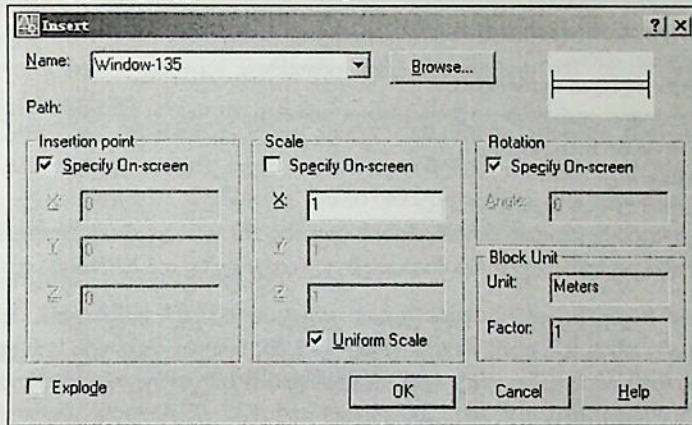 Insert
Name: Window-135 Browse...
Path:
Insertion point
Specify On-screen
X: 0
Y: 0
Z: 0
Scale
Specify On-screen
X: 1
Y: 1
Z: 1
Uniform Scale
Rotation
Specify On-screen
Angle: 0
Block Unit
Unit: Meters
Factor: 1
Explode OK Cancel Help